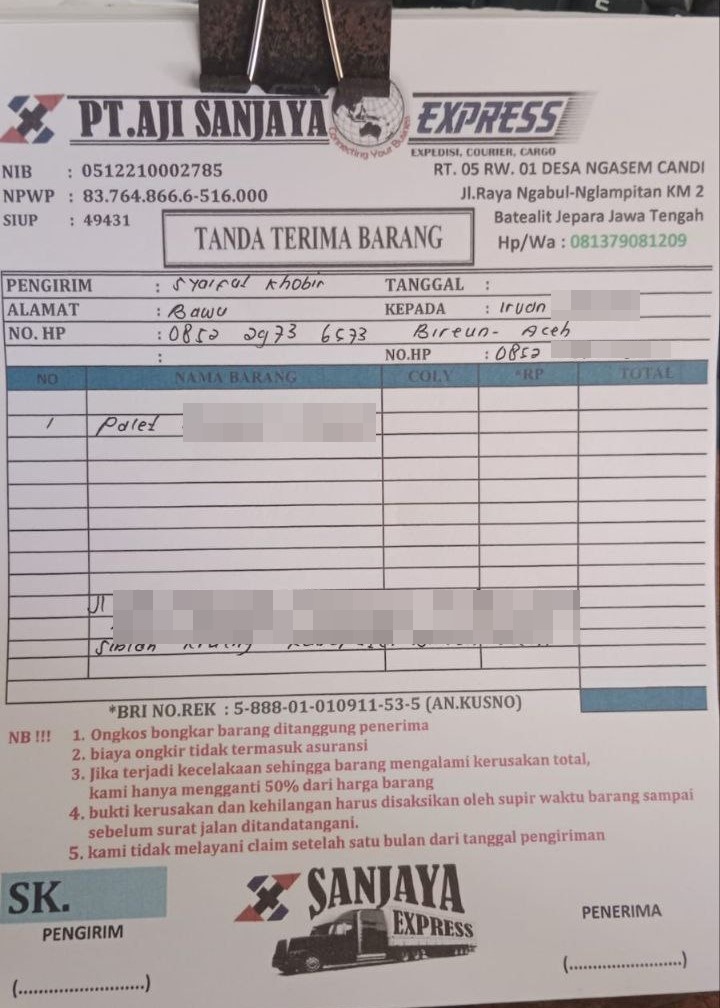 PT.AJI SANJAYA EXPRESS
Connecting Your
EXPEDISI, COURIER, CARGO
NIB : 0512210002785
RT. 05 RW. 01 DESA NGASEM CANDI
NPWP : 83.764.866.6-516.000
Jl.Raya Ngabul-Nglampitan KM 2
SIUP : 49431
Batealit Jepara Jawa Tengah
TANDA TERIMA BARANG
Hp/Wa : 081379081209
PENGIRIM : Syaiful Khobir TANGGAL :
ALAMAT : Bawu KEPADA :
NO. HP : 0852 2973 6573 Bireun- Aceh
: NO.HP : 0852
NO NAMA BARANG COLY *RP TOTAL
1 Palet
Jl
*BRI NO.REK : 5-888-01-010911-53-5 (AN.KUSNO)
NB !!! 1. Ongkos bongkar barang ditanggung penerima
2. biaya ongkir tidak termasuk asuransi
3. Jika terjadi kecelakaan sehingga barang mengalami kerusakan total,
kami hanya mengganti 50% dari harga barang
4. bukti kerusakan dan kehilangan harus disaksikan oleh supir waktu barang sampai
sebelum surat jalan ditandatangani.
5. kami tidak melayani claim setelah satu bulan dari tanggal pengiriman
SK.
SANJAYA
EXPRESS
PENGIRIM
PENERIMA
(........................)
(........................)